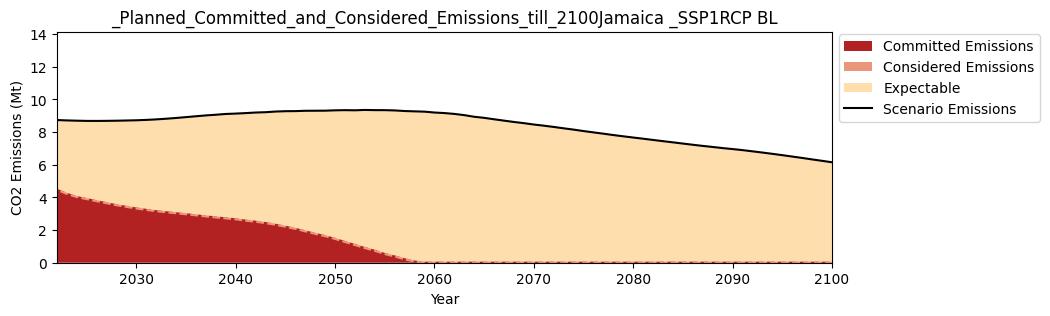 _Planned_Committed_and_Considered_Emissions_till_2100Jamaica _SSP1RCP BL
14
12
10
8
6
4
2
0
CO2 Emissions (Mt)
2030 2040 2050 2060 2070 2080 2090 2100
Year
Committed Emissions
Considered Emissions
Expectable
Scenario Emissions